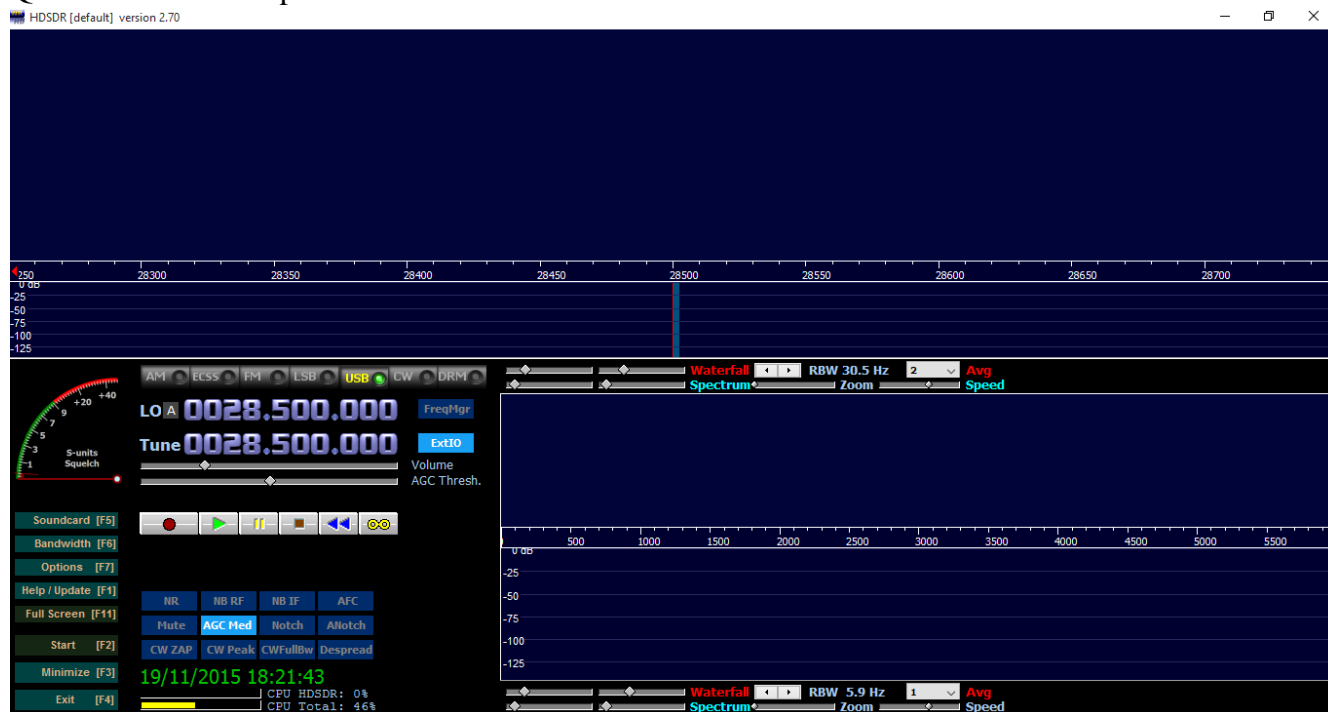 HDSDR [default] version 2.70
250 28300 28350 28400 28450 28500 28550 28600 28650 28700
0 dB
-25
-50
-75
-100
-125
AM ECSS FM LSB USB CW DRM
Waterfall RBW 30.5 Hz 2 Avg
Spectrum Zoom Speed
+40
+20
9
7
5
3
1
S-units
Squelch
LO A 0028.500.000 FreqMgr
Tune 0028.500.000 ExtIO
Volume
AGC Thresh.
Soundcard [F5]
Bandwidth [F6]
Options [F7]
Help / Update [F1]
Full Screen [F11]
Start [F2]
Minimize [F3]
Exit [F4]
NR NB RF NB IF AFC
Mute AGC Med Notch ANotch
CW ZAP CW Peak CWFullBw Despread
19/11/2015 18:21:43
CPU HDSDR: 0%
CPU Total: 46%
500 1000 1500 2000 2500 3000 3500 4000 4500 5000 5500
0 dB
-25
-50
-75
-100
-125
Waterfall RBW 5.9 Hz 1 Avg
Spectrum Zoom Speed